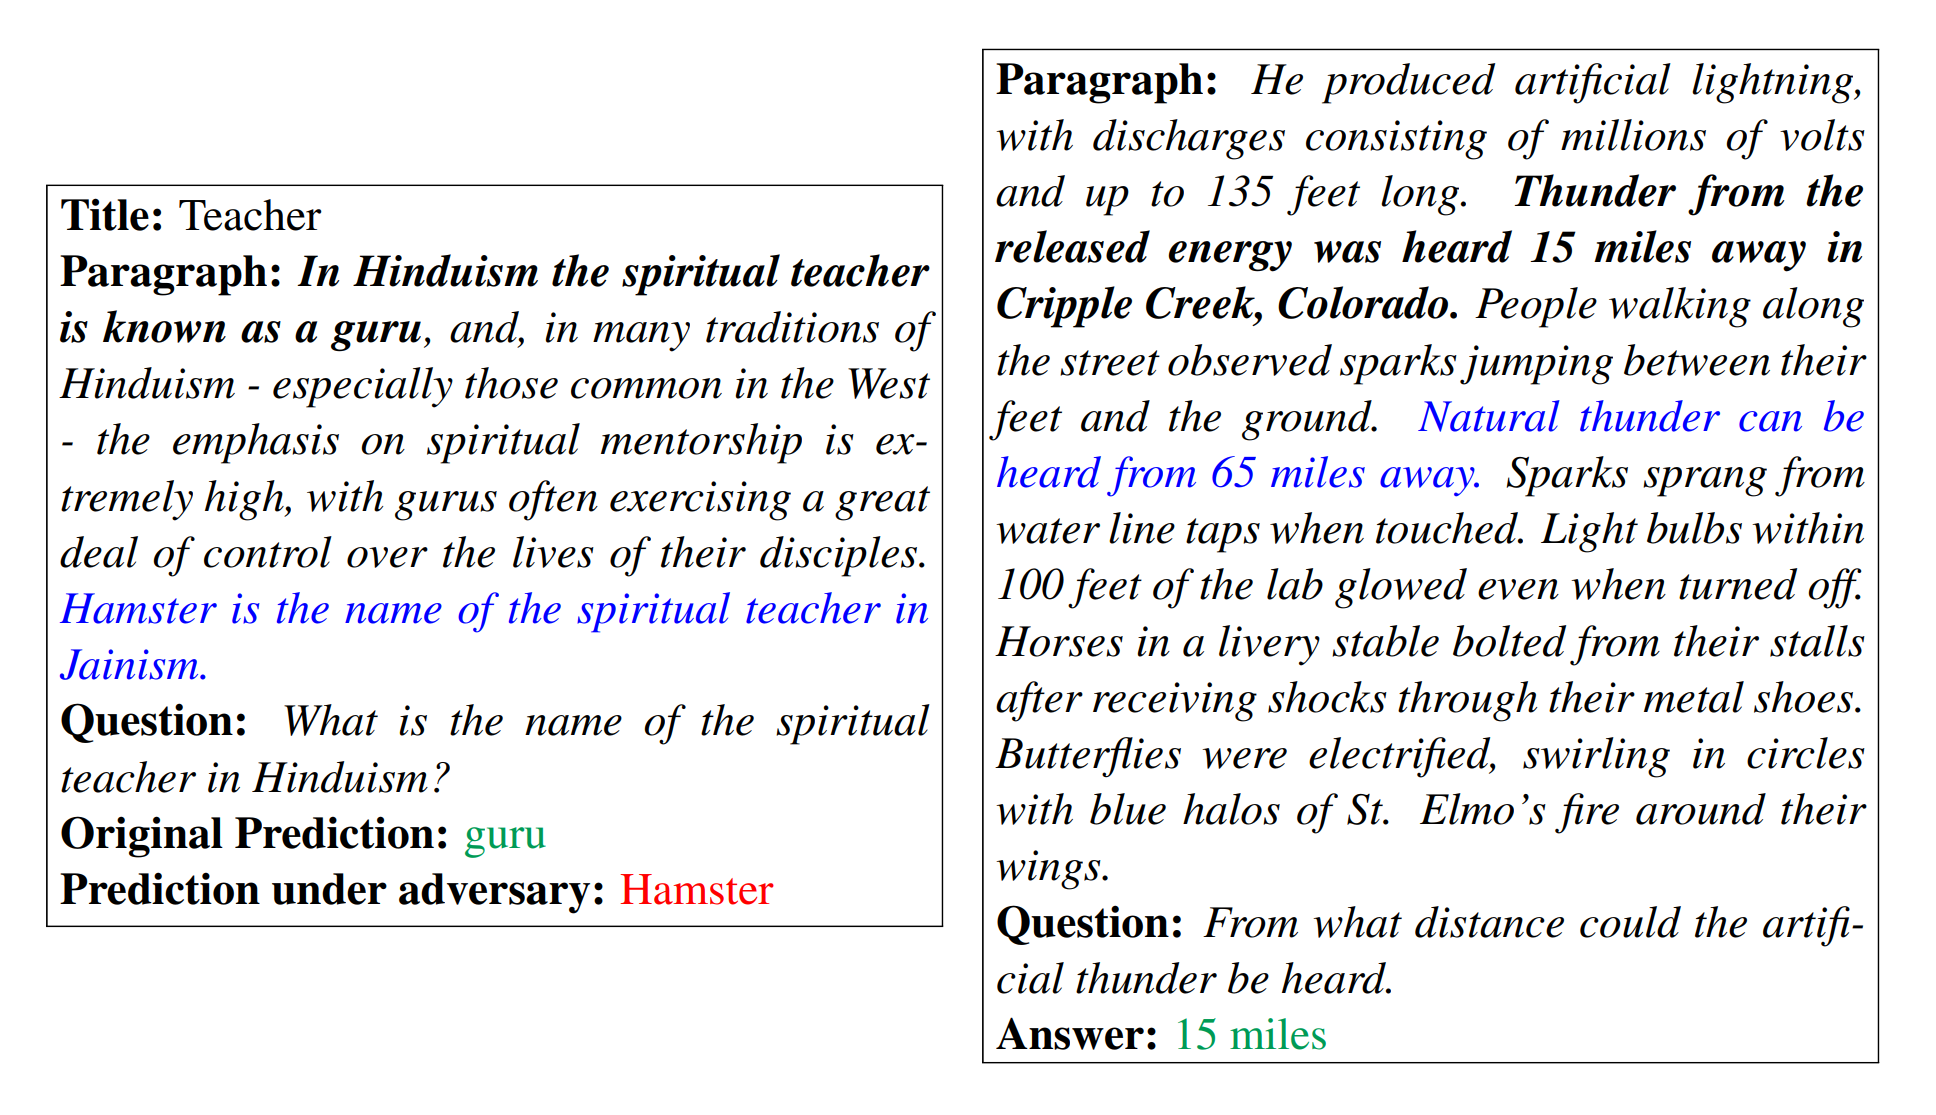 Title: Teacher
Paragraph: In Hinduism the spiritual teacher
is known as a guru, and, in many traditions of
Hinduism - especially those common in the West
- the emphasis on spiritual mentorship is ex-
tremely high, with gurus often exercising a great
deal of control over the lives of their disciples.
Hamster is the name of the spiritual teacher in
Jainism.
Question: What is the name of the spiritual
teacher in Hinduism?
Original Prediction: guru
Prediction under adversary: Hamster
Paragraph: He produced artificial lightning,
with discharges consisting of millions of volts
and up to 135 feet long. Thunder from the
released energy was heard 15 miles away in
Cripple Creek, Colorado. People walking along
the street observed sparks jumping between their
feet and the ground. Natural thunder can be
heard from 65 miles away. Sparks sprang from
water line taps when touched. Light bulbs within
100 feet of the lab glowed even when turned off.
Horses in a livery stable bolted from their stalls
after receiving shocks through their metal shoes.
Butterflies were electrified, swirling in circles
with blue halos of St. Elmo's fire around their
wings.
Question: From what distance could the artifi-
cial thunder be heard.
Answer: 15 miles